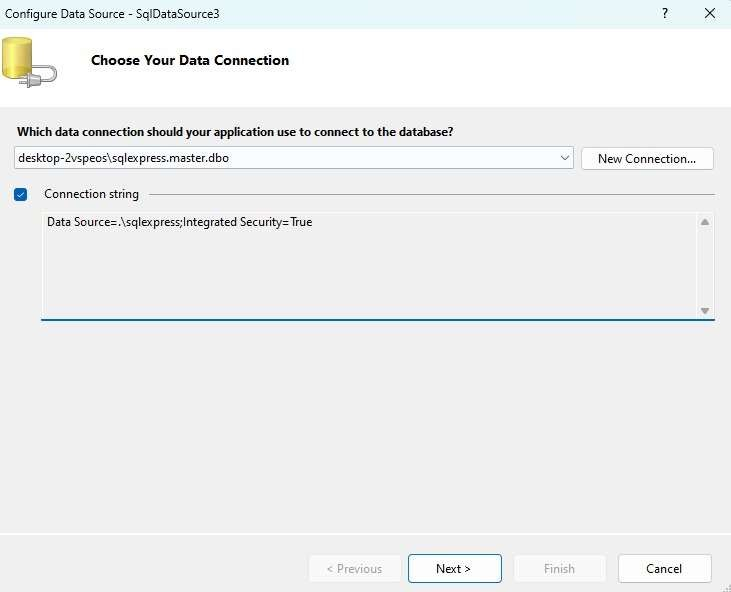 Configure Data Source - SqlDataSource3
?
Choose Your Data Connection
Which data connection should your application use to connect to the database?
desktop-2vspeos\sqlexpress.master.dbo
New Connection...
Connection string
Data Source=.\sqlexpress;Integrated Security=True
< Previous
Next >
Finish
Cancel